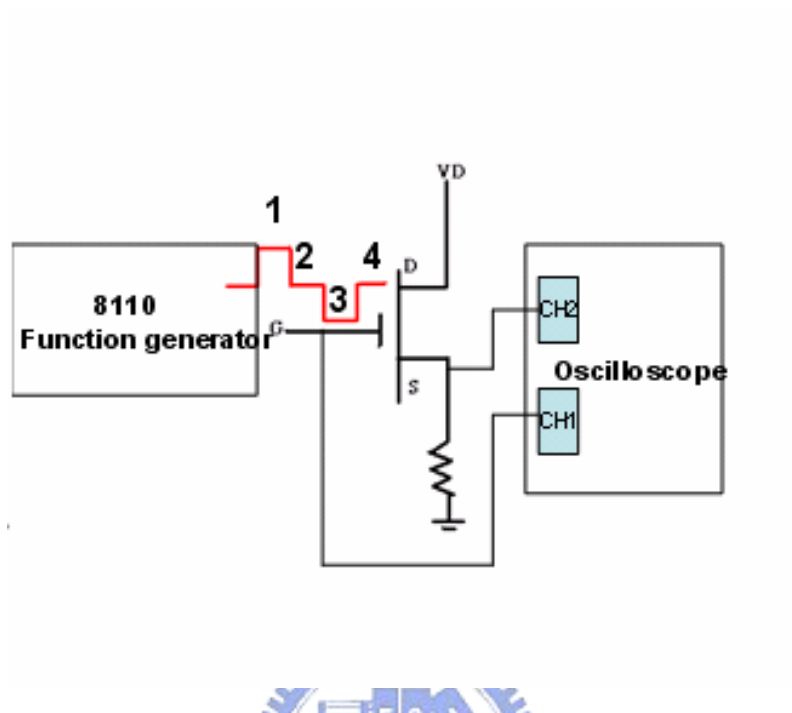 VD
1
2
4
D
3
8110
Function generator
G
S
CH2
Oscilloscope
CH1